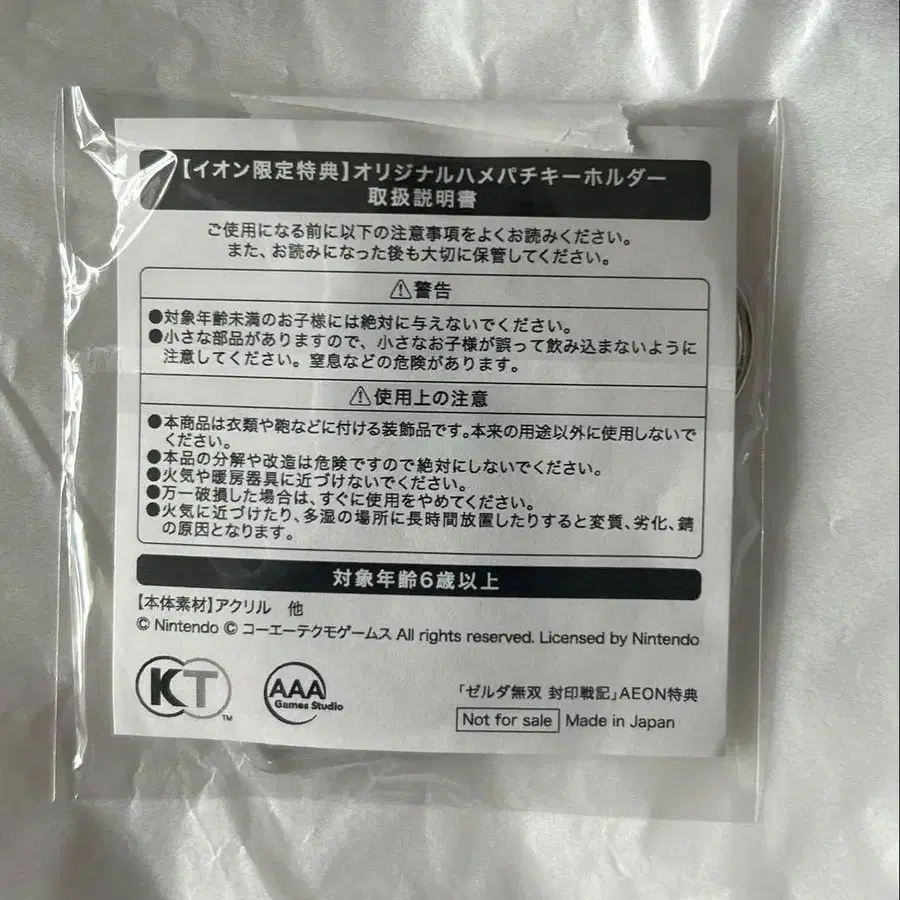 【イオン限定特典】オリジナルハメパチキーホルダー
取扱説明書
ご使用になる前に以下の注意事項をよくお読みください。
また、お読みになった後も大切に保管してください。
⚠警告
●対象年齢未満のお子様には絶対に与えないでください。
●小さな部品がありますので、小さなお子様が誤って飲み込まないように
注意してください。窒息などの危険があります。
⚠使用上の注意
●本商品は衣類や鞄などに付ける装飾品です。本来の用途以外に使用しないで
ください。
●本品の分解や改造は危険ですので絶対にしないでください。
●火気や暖房器具に近づけないでください。
●万一破損した場合は、すぐに使用をやめてください。
●火気に近づけたり、多湿の場所に長時間放置したりすると変質、劣化、錆
の原因となります。
対象年齢6歳以上
【本体素材】アクリル 他
© Nintendo © コーエーテクモゲームス All rights reserved. Licensed by Nintendo
KT™
AAA
Games Studio
「ゼルダ無双 封印戦記」AEON特典
Not for sale Made in Japan